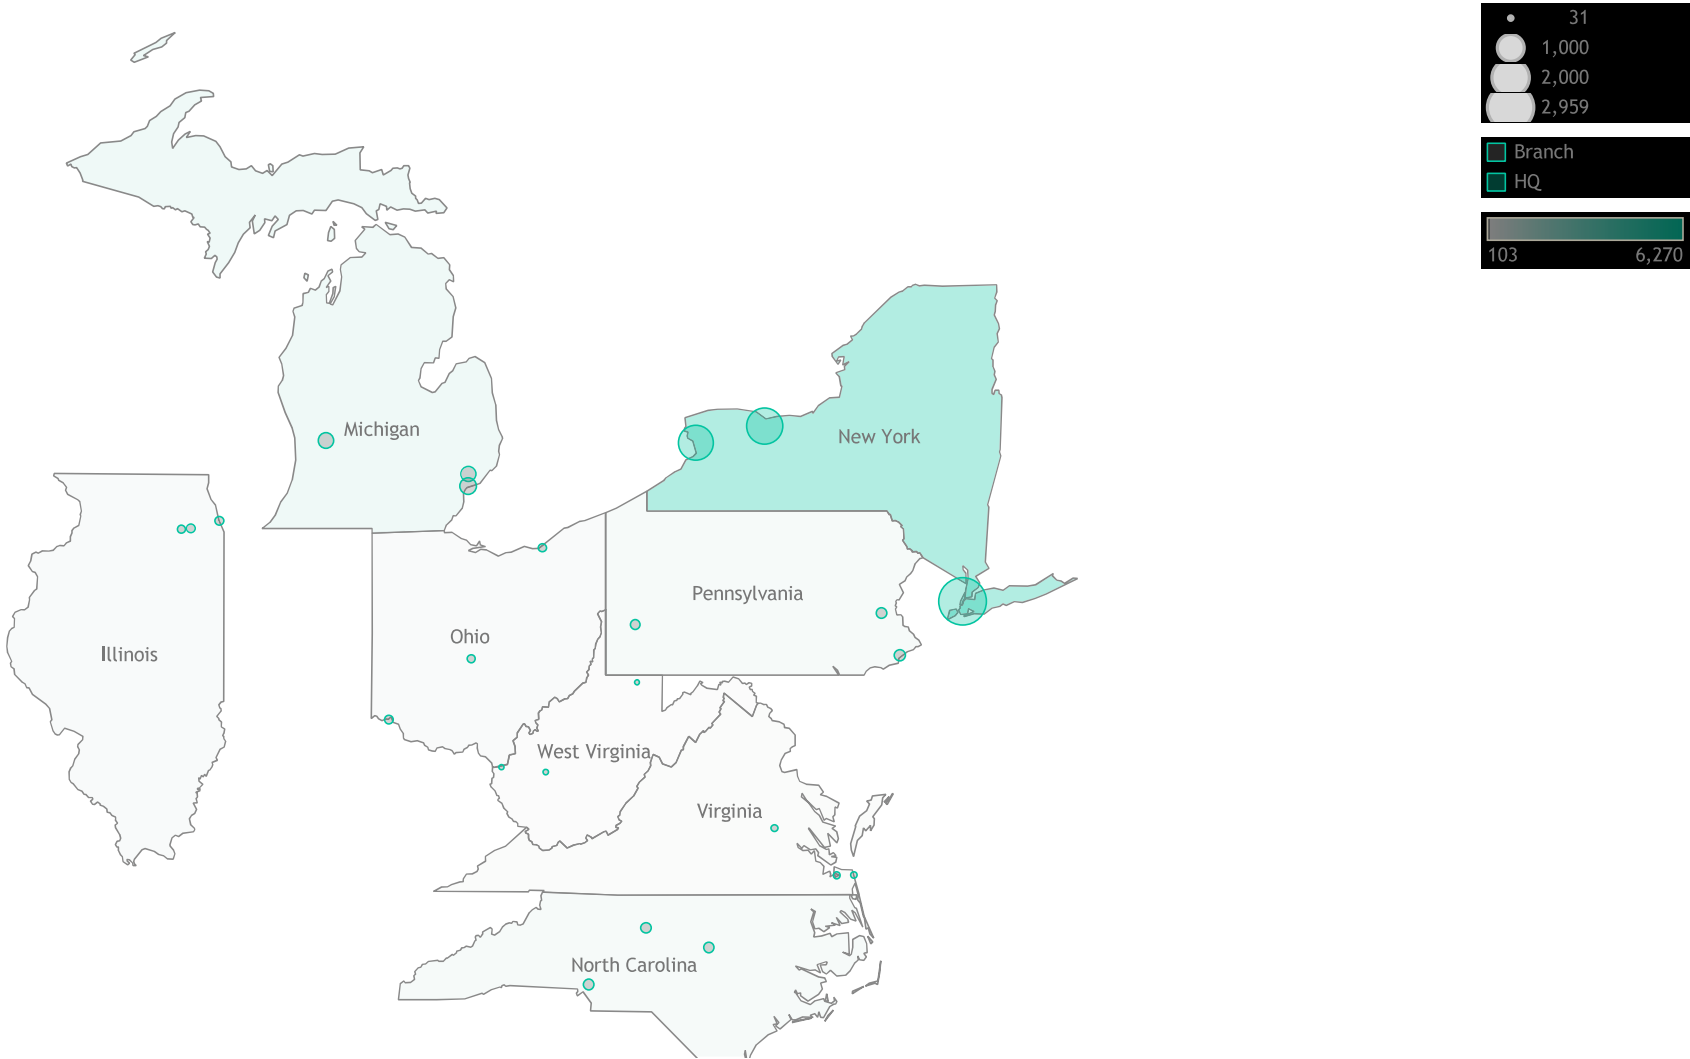 31
1,000
2,000
2,959
Branch
HQ
103 6,270
Michigan
New York
Pennsylvania
Ohio
Illinois
West Virginia
Virginia
North Carolina